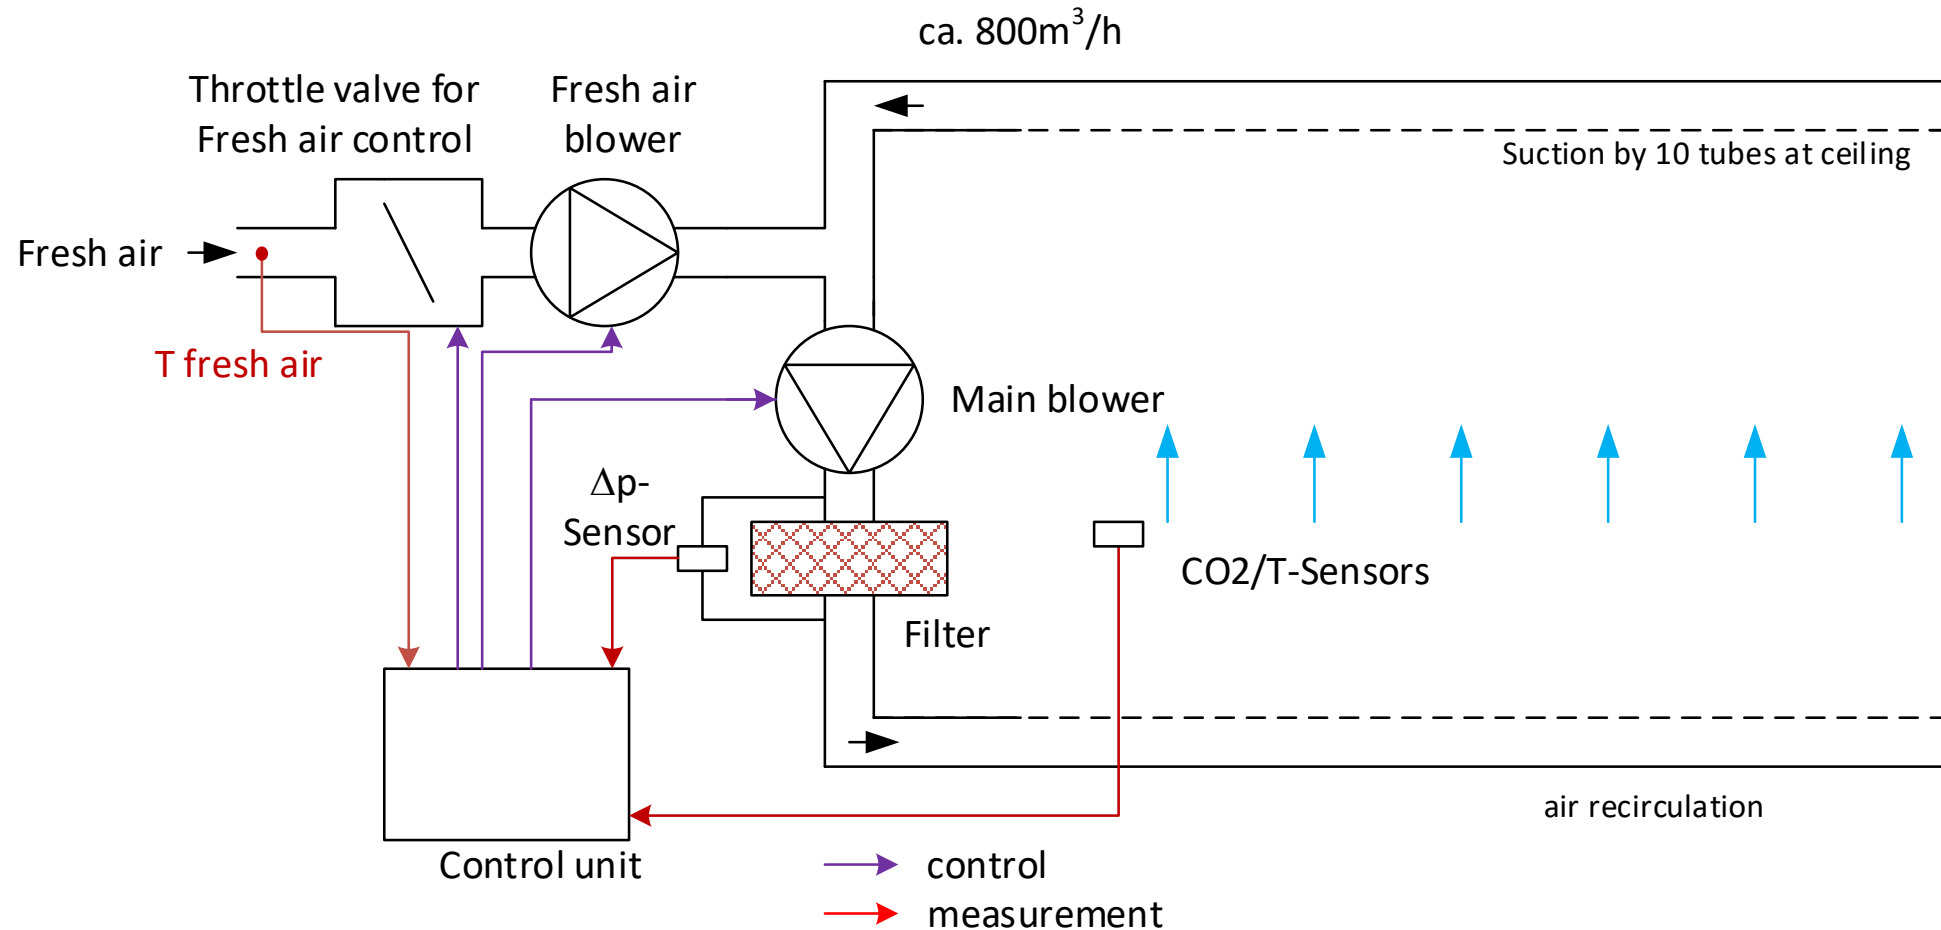 ca. 800m³/h
Throttle valve for
Fresh air control
Fresh air
blower
Suction by 10 tubes at ceiling
Fresh air
T fresh air
Main blower
Δp-
Sensor
CO2/T-Sensors
Filter
air recirculation
Control unit
control
measurement